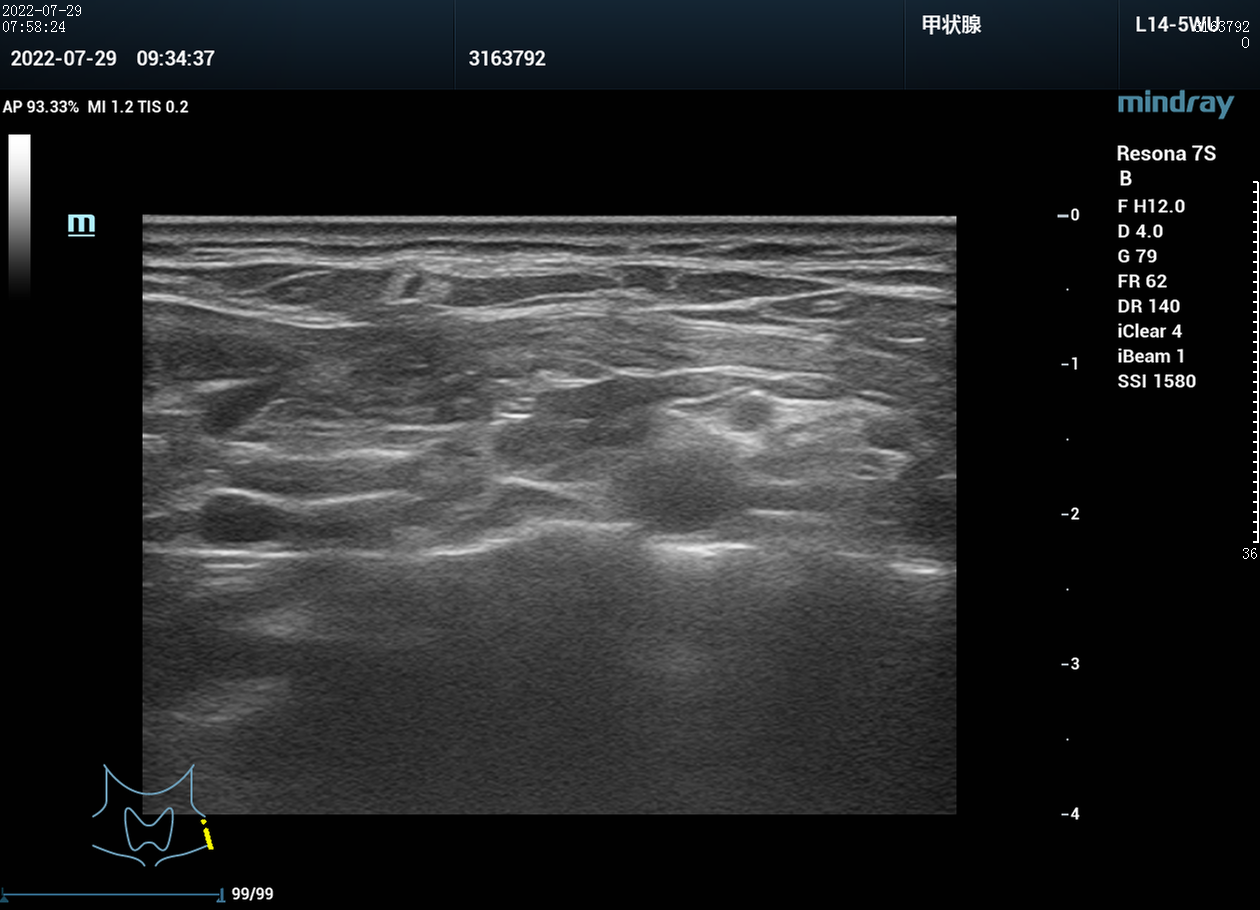 2022-07-29
07:58:24
甲状腺
L14-5WU
3163792
0
2022-07-29 09:34:37
3163792
AP 93.33% MI 1.2 TIS 0.2
mindray
Resona 7S
B
F H12.0
D 4.0
G 79
FR 62
DR 140
iClear 4
iBeam 1
SSI 1580
m
0
-1
-2
-3
-4
36
99/99